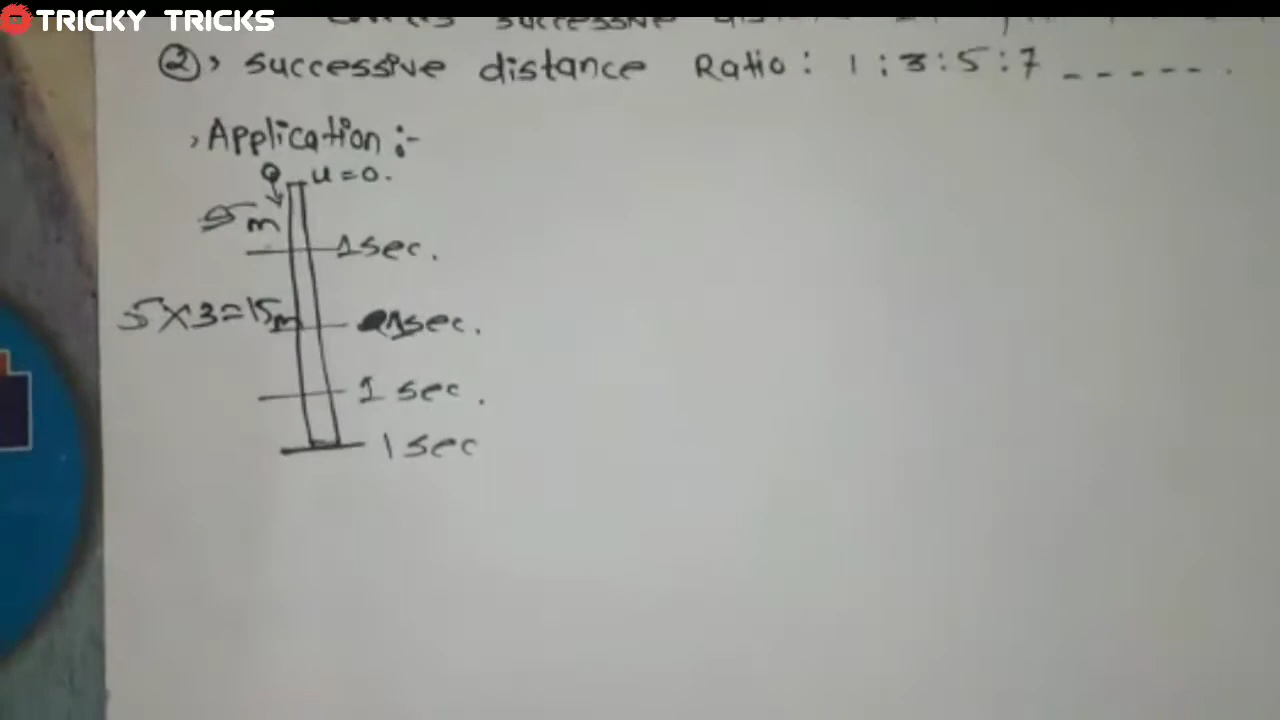 TRICKY TRICKS
successive
②, successive distance Ratio: 1:3:5:7 ------.
, Application :-
u=0.
5m
1sec.
5×3=15m
1sec.
1 sec.
1 sec